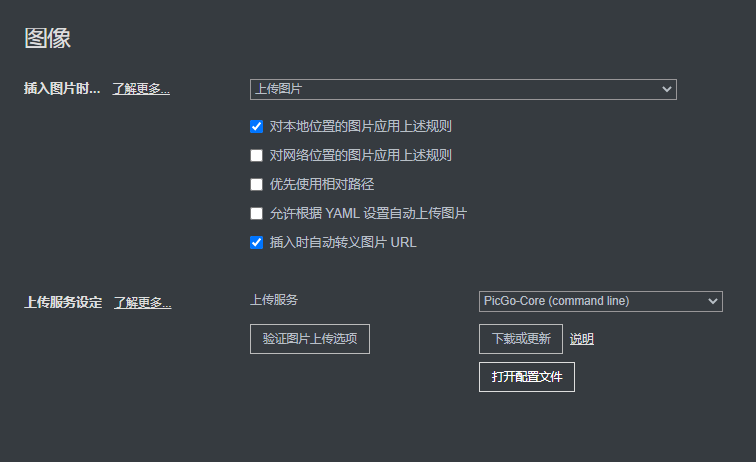 图像
插入图片时... 了解更多... 上传图片
对本地位置的图片应用上述规则
对网络位置的图片应用上述规则
优先使用相对路径
允许根据 YAML 设置自动上传图片
插入时自动转义图片 URL
上传服务设定 了解更多... 上传服务 PicGo-Core (command line)
验证图片上传选项 下载或更新 说明
打开配置文件